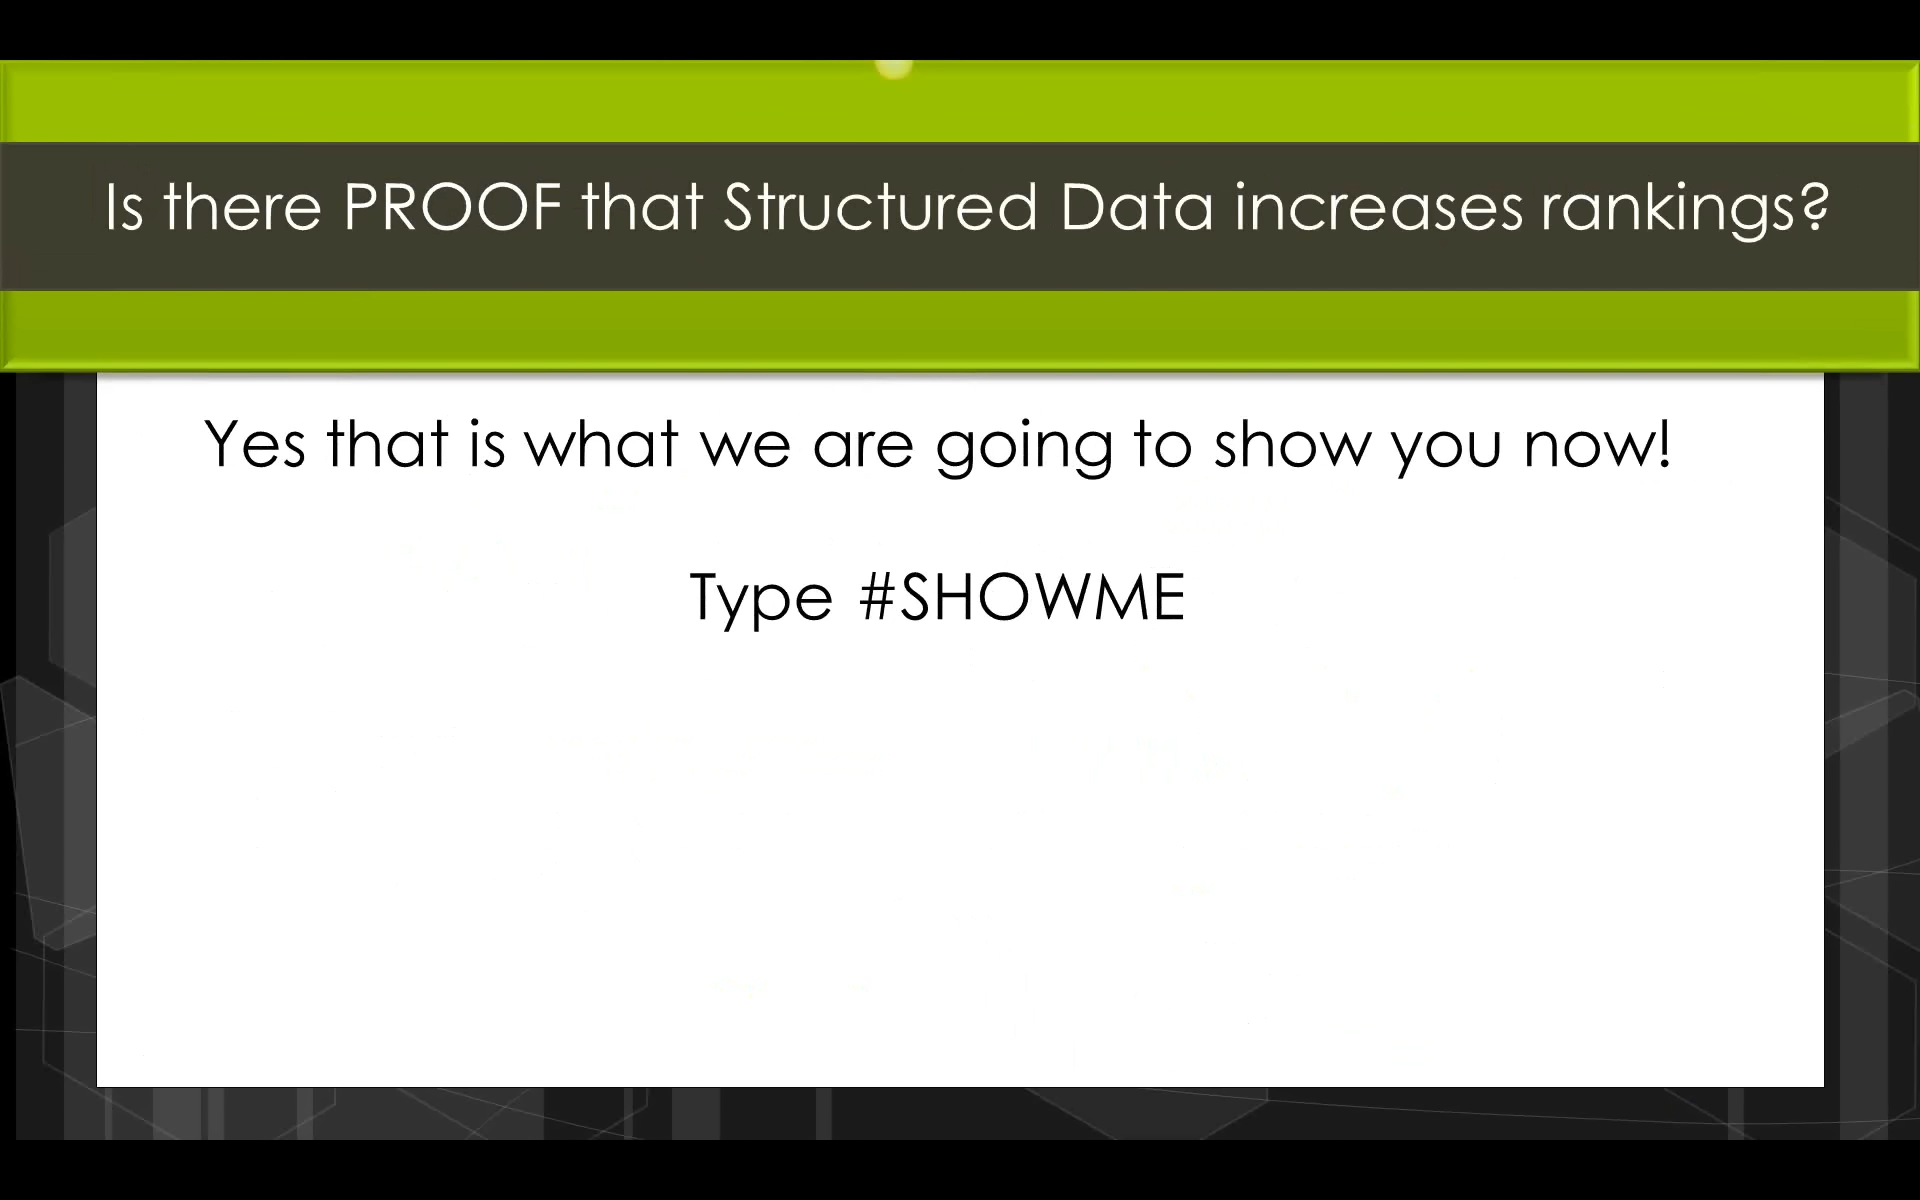 Is there PROOF that Structured Data increases rankings?
Yes that is what we are going to show you now!
Type #SHOWME